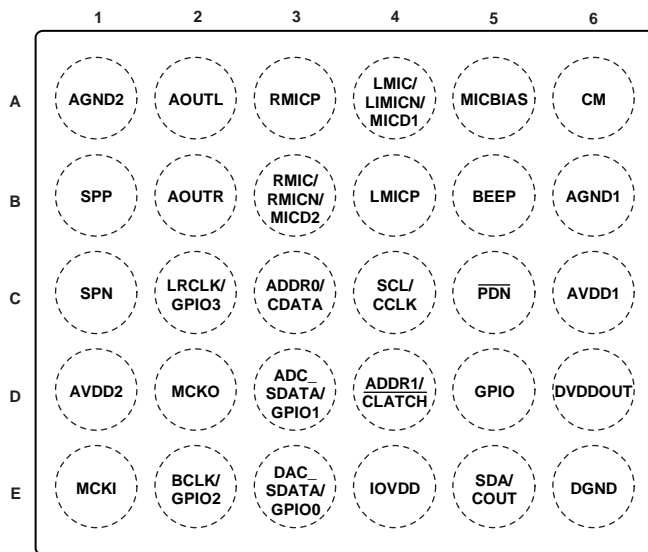 1 2 3 4 5 6
A
AGND2
AOUTL
RMICP
LMIC/
LIMICN/
MICD1
MICBIAS
CM
B
SPP
AOUTR
RMIC/
RMICN/
MICD2
LMICP
BEEP
AGND1
C
SPN
LRCLK/
GPIO3
ADDR0/
CDATA
SCL/
CCLK
PDN
AVDD1
D
AVDD2
MCKO
ADC_
SDATA/
GPIO1
ADDR1/
CLATCH
GPIO
DVDDOUT
E
MCKI
BCLK/
GPIO2
DAC_
SDATA/
GPIO0
IOVDD
SDA/
COUT
DGND